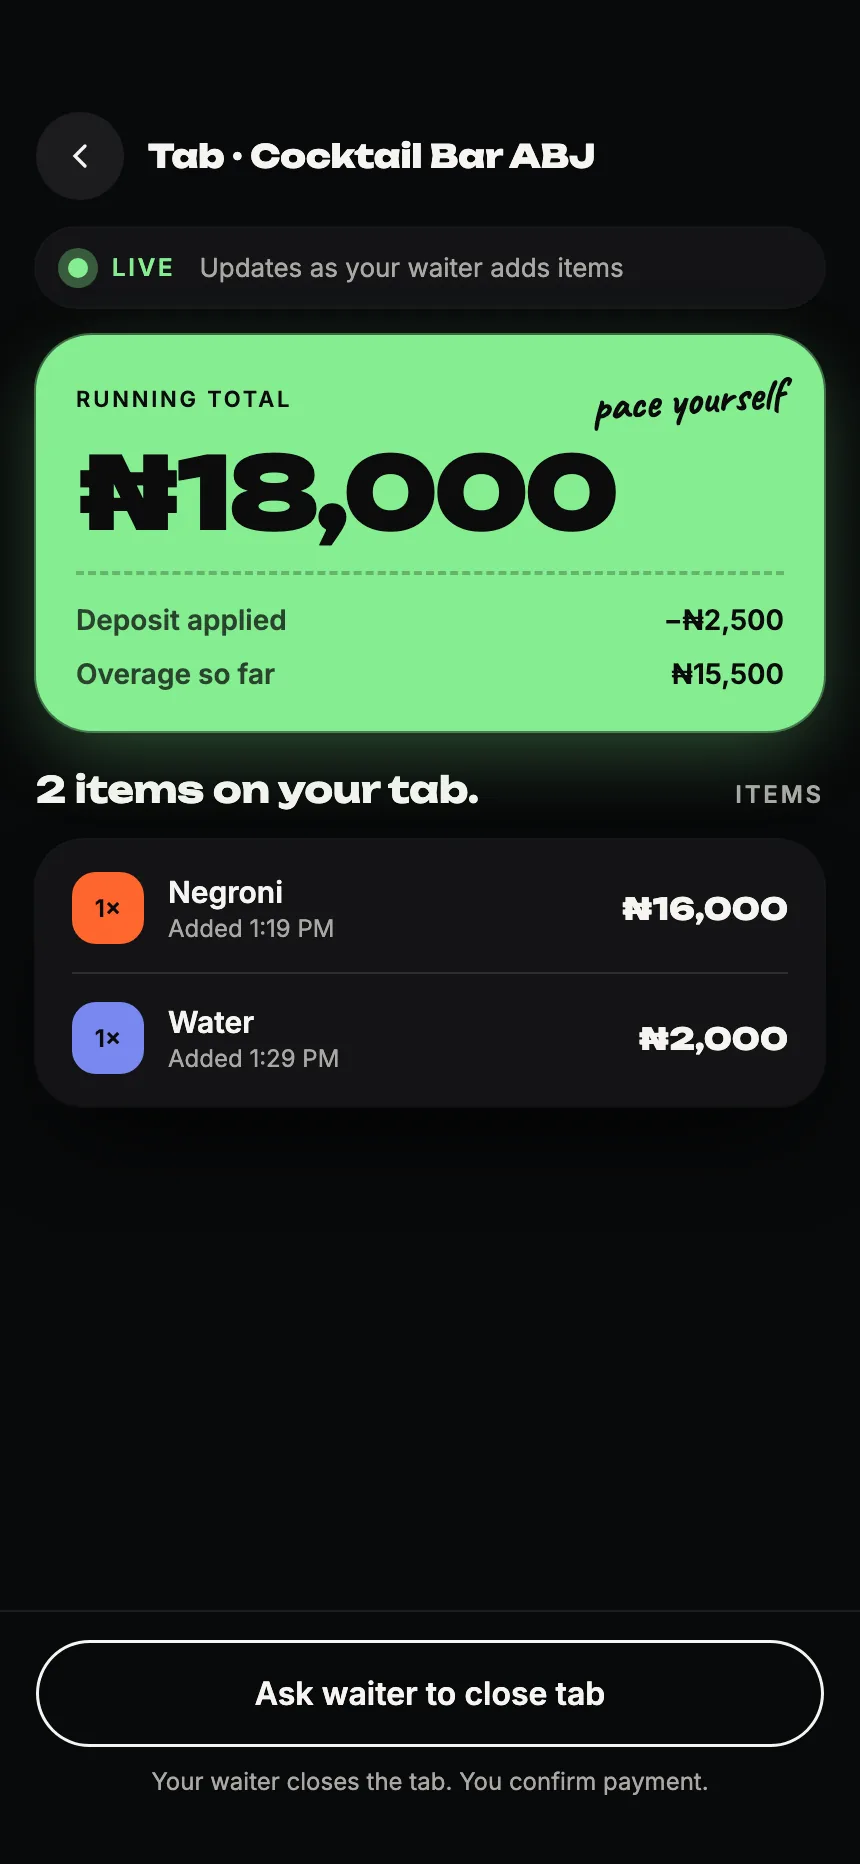 Tab · Cocktail Bar ABJ
LIVE Updates as your waiter adds items
RUNNING TOTAL
pace yourself
₦18,000
Deposit applied −₦2,500
Overage so far ₦15,500
2 items on your tab. ITEMS
1× Negroni ₦16,000
Added 1:19 PM
1× Water ₦2,000
Added 1:29 PM
Ask waiter to close tab
Your waiter closes the tab. You confirm payment.